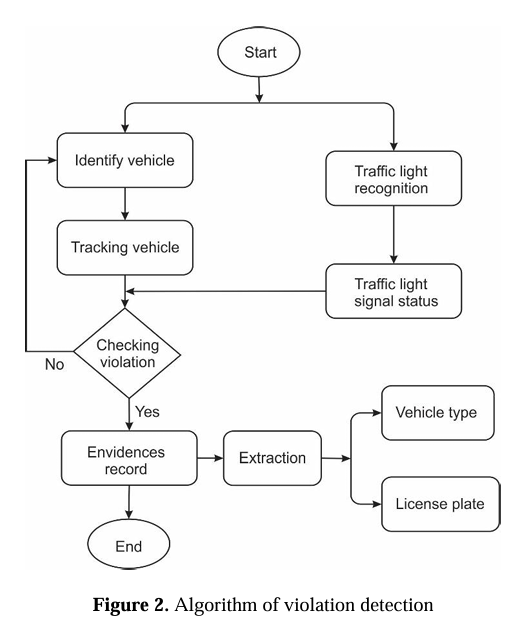 Start
Identify vehicle
Traffic light
recognition
Tracking vehicle
Traffic light
signal status
Checking
violation
No
Yes
Envidences
record
Extraction
Vehicle type
License plate
End
Figure 2. Algorithm of violation detection